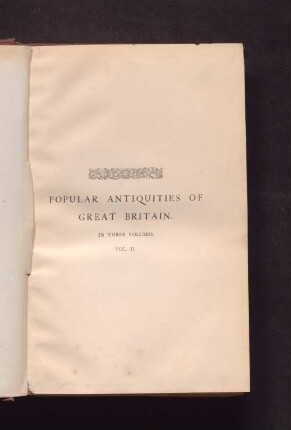 POPULAR ANTIQUITIES OF
GREAT BRITAIN.
IN THREE VOLUMES.
VOL. II.